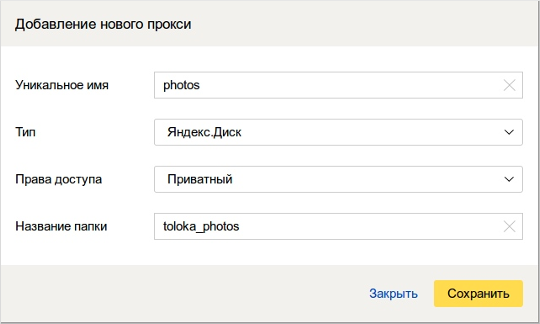 Добавление нового прокси
Уникальное имя photos
Тип Яндекс.Диск
Права доступа Приватный
Название папки toloka_photos
Закрыть Сохранить